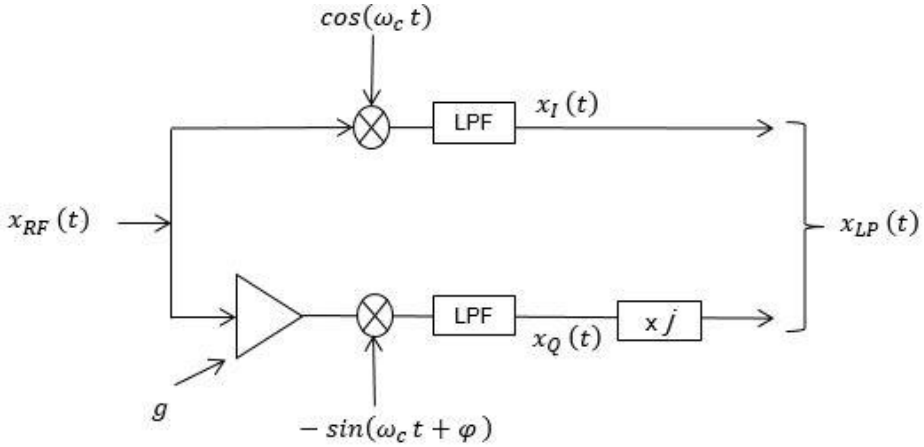 cos(ω_c t)
LPF
x_I (t)
x_RF (t)
x_LP (t)
LPF
x_Q (t)
x j
g
− sin(ω_c t + φ)